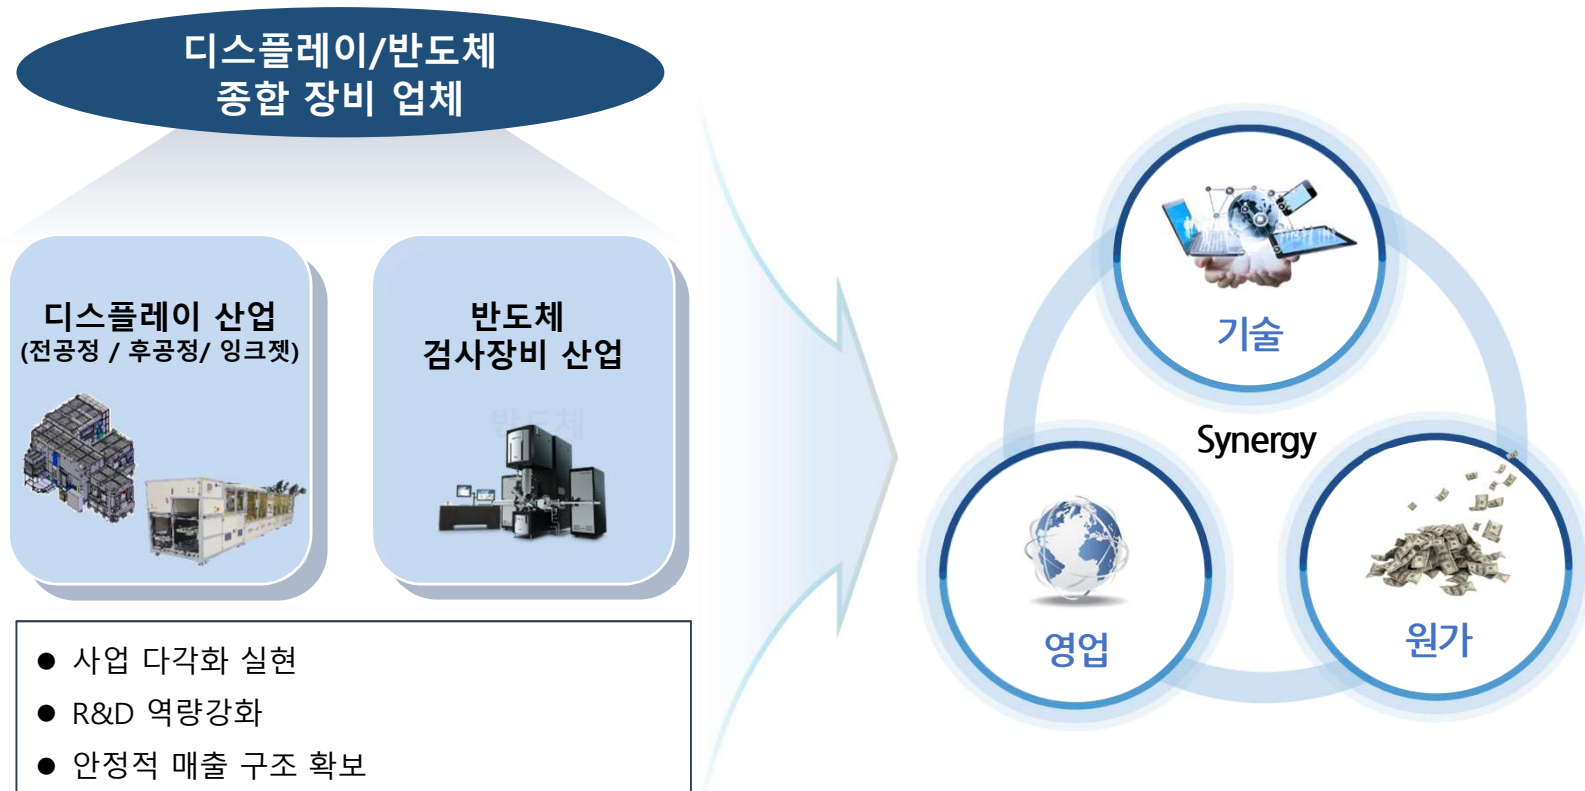 디스플레이/반도체
종합 장비 업체
디스플레이 산업
(전공정 / 후공정/ 잉크젯)
반도체
검사장비 산업
반도체
● 사업 다각화 실현
● R&D 역량강화
● 안정적 매출 구조 확보
기술
Synergy
영업
원가